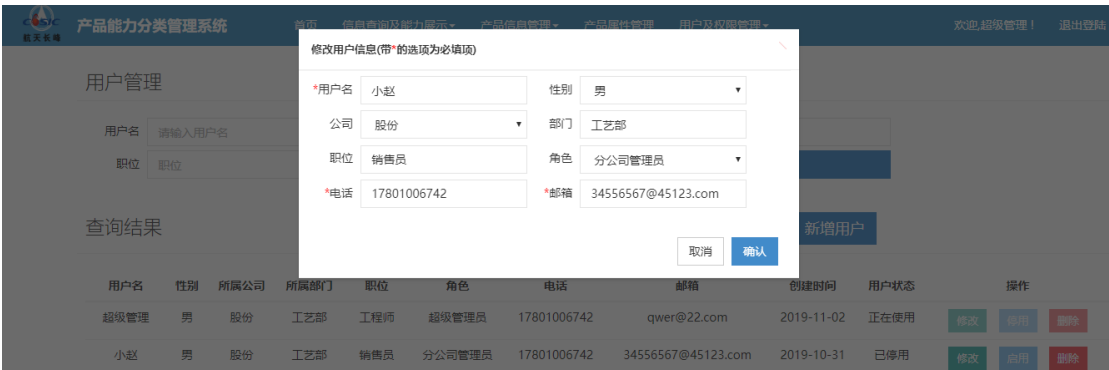 CASIC
航天长峰
产品能力分类管理系统 首页 信息查询及能力展示 产品信息管理 产品属性管理 用户及权限管理 欢迎,超级管理! 退出登陆
修改用户信息(带*的选项为必填项)
*用户名 小赵 性别 男
公司 股份 部门 工艺部
职位 销售员 角色 分公司管理员
*电话 17801006742 *邮箱 34556567@45123.com
取消 确认
用户管理
用户名 请输入用户名
职位 职位
查询结果 新增用户
用户名 性别 所属公司 所属部门 职位 角色 电话 邮箱 创建时间 用户状态 操作
超级管理 男 股份 工艺部 工程师 超级管理员 17801006742 qwer@22.com 2019-11-02 正在使用 修改 停用 删除
小赵 男 股份 工艺部 销售员 分公司管理员 17801006742 34556567@45123.com 2019-10-31 已停用 修改 启用 删除